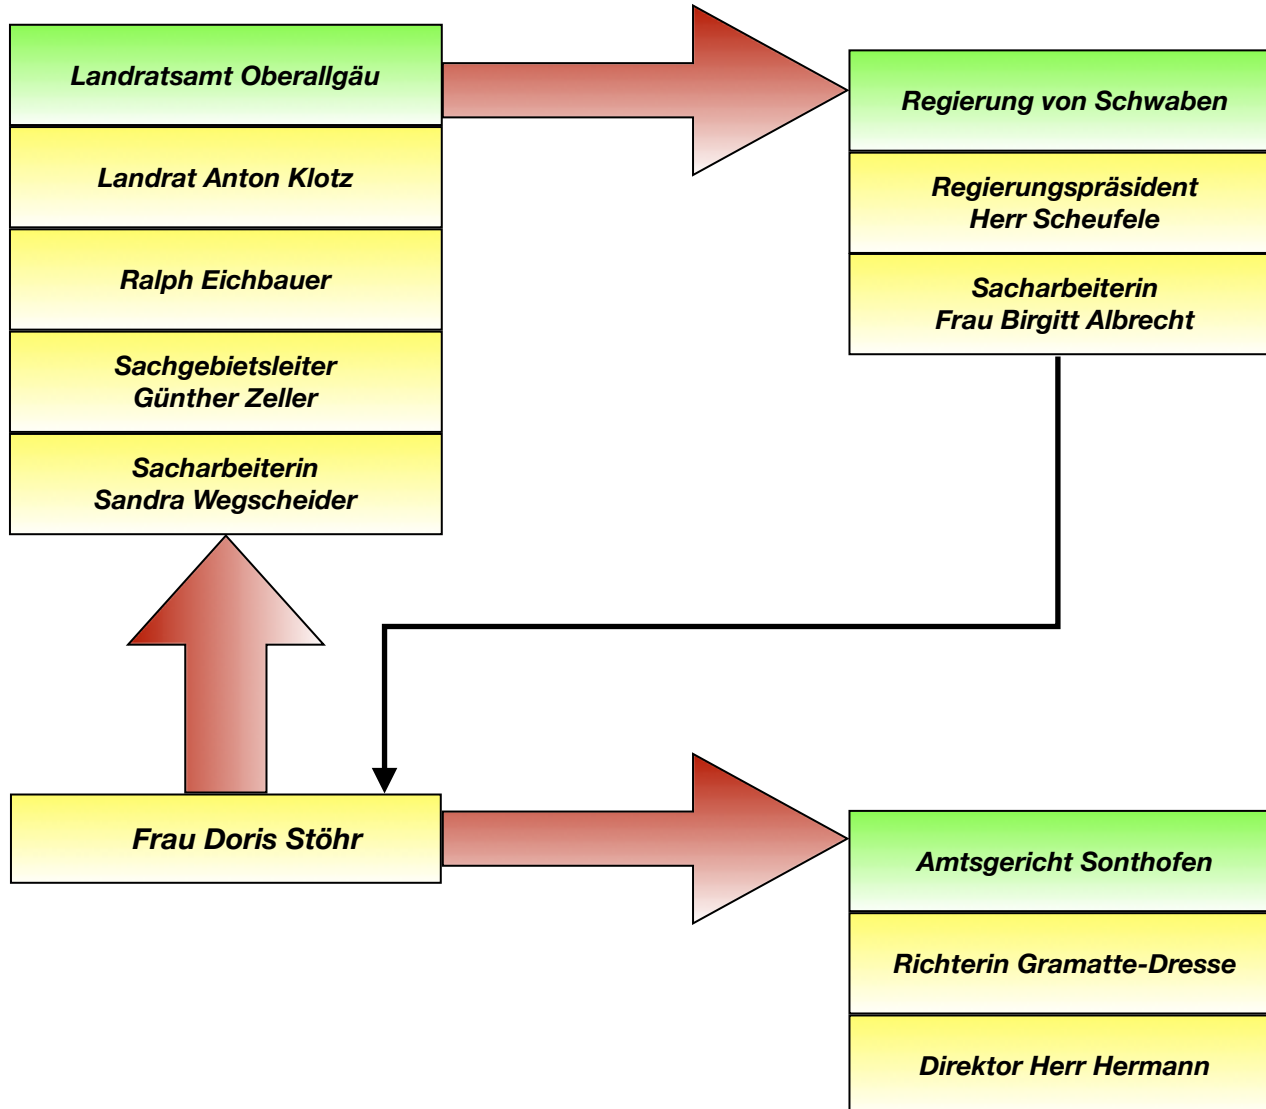 Landratsamt Oberallgäu
Landrat Anton Klotz
Ralph Eichbauer
Sachgebietsleiter
Günther Zeller
Sacharbeiterin
Sandra Wegscheider
Regierung von Schwaben
Regierungspräsident
Herr Scheufele
Sacharbeiterin
Frau Birgitt Albrecht
Frau Doris Stöhr
Amtsgericht Sonthofen
Richterin Gramatte-Dresse
Direktor Herr Hermann